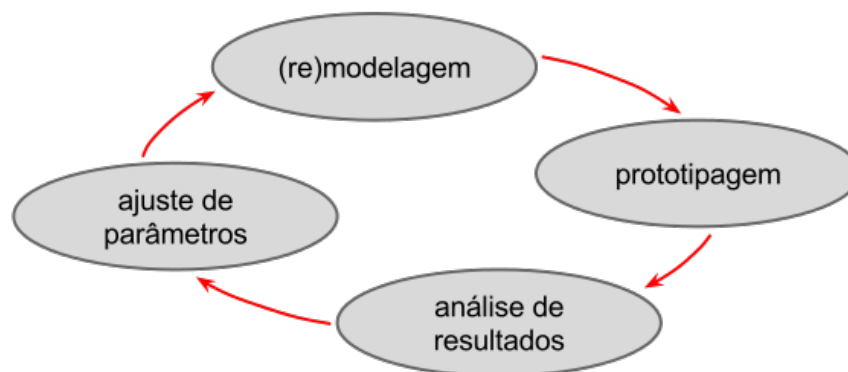 (re)modelagem
prototipagem
ajuste de
parâmetros
análise de
resultados